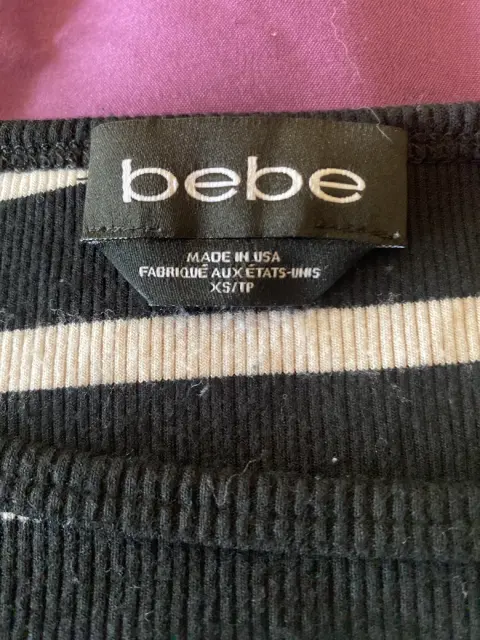 bebe
MADE IN USA
FABRIQUÉ AUX ÉTATS-UNIS
XS/TP